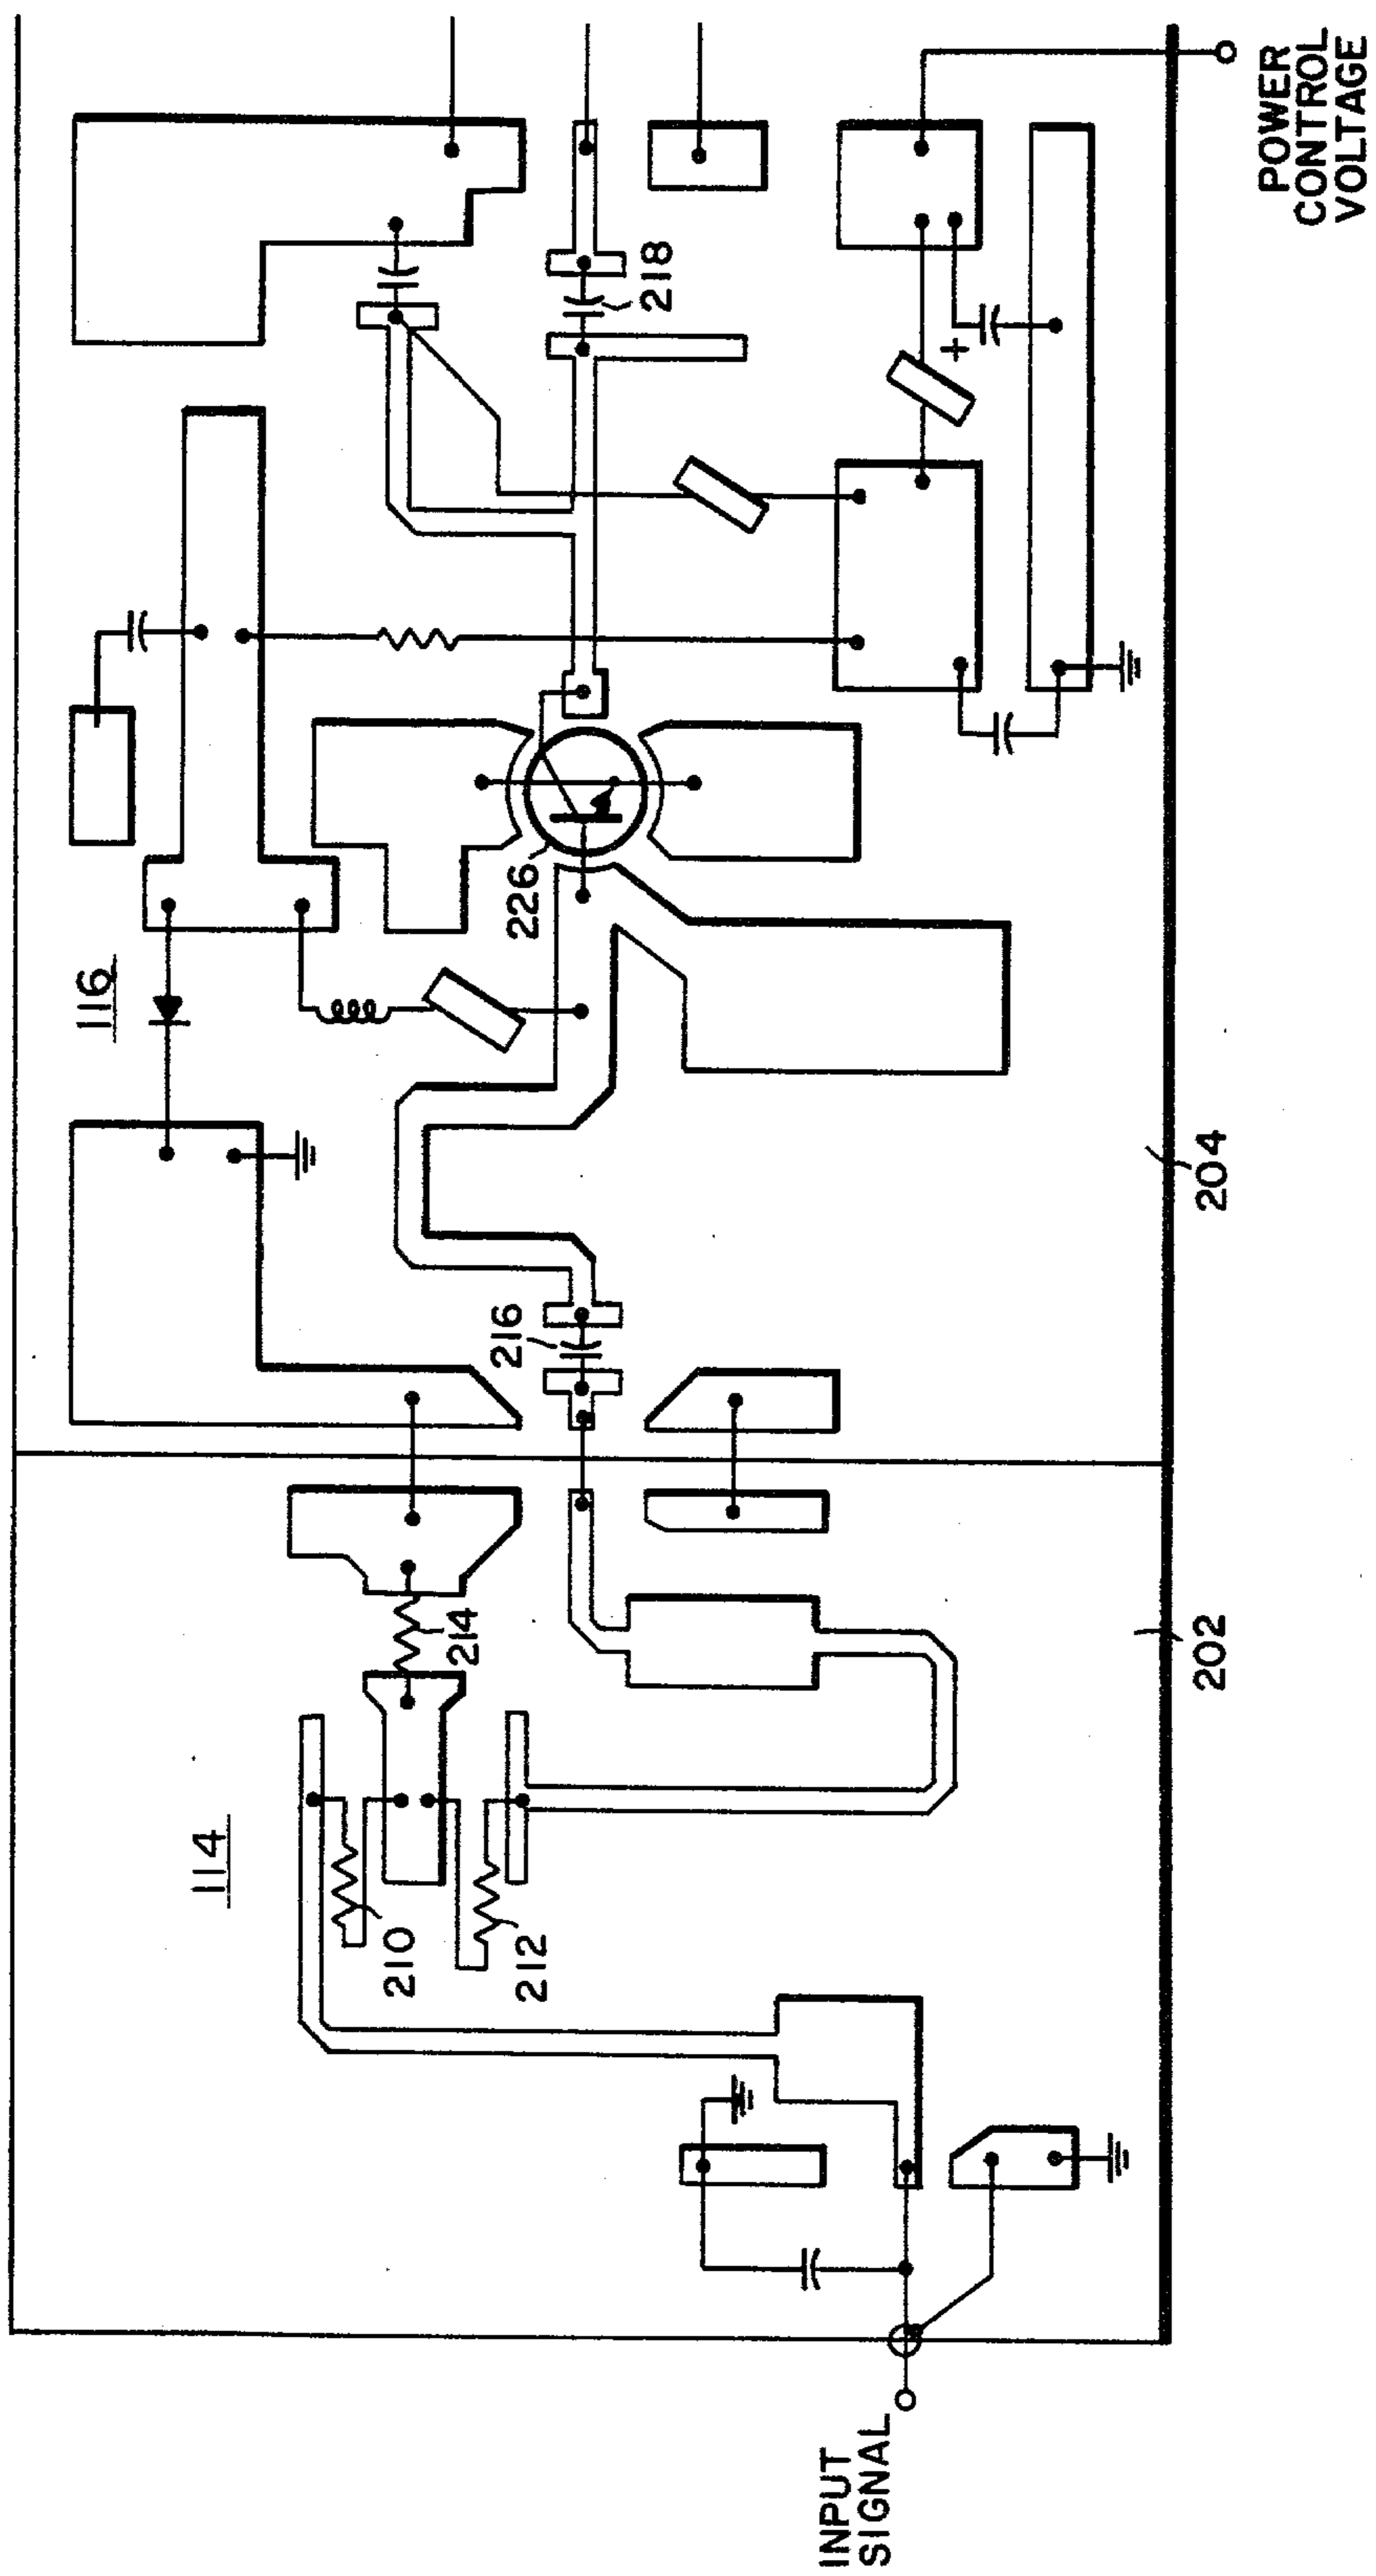 POWER
CONTROL
VOLTAGE
218
+
116
226
216
204
114
214
210
212
202
INPUT
SIGNAL